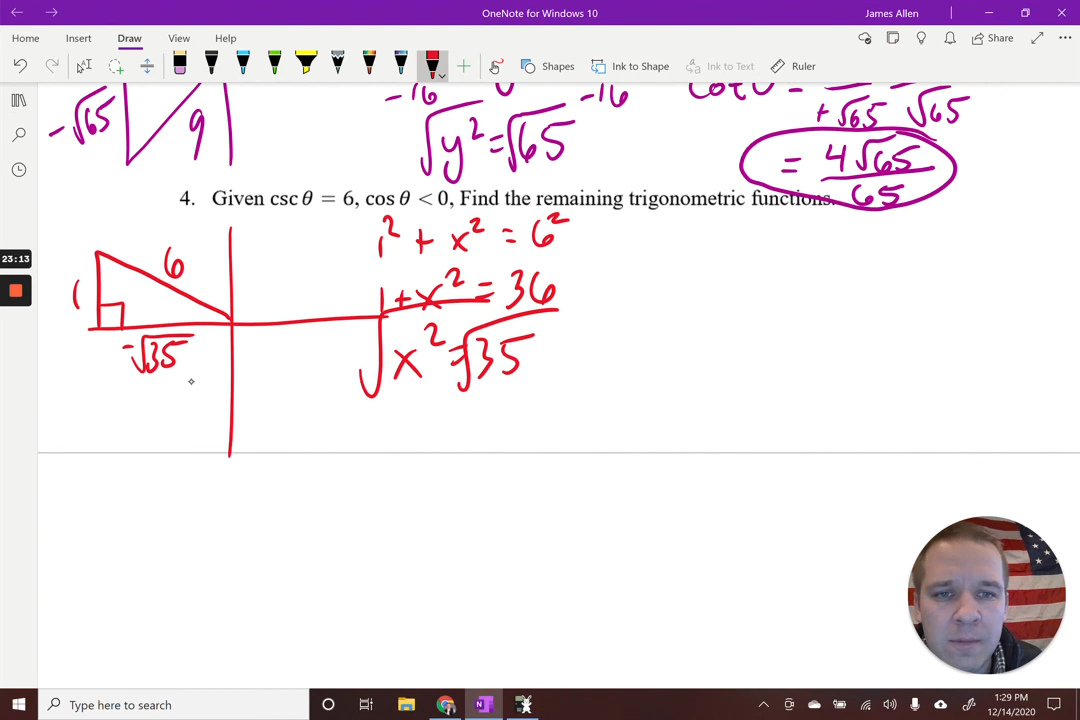 OneNote for Windows 10
James Allen
Home Insert Draw View Help
Share
Shapes Ink to Shape Ink to Text Ruler
-√65 9
-16 -16
√y² = √65
+√65 √65
= 4√65/65
4. Given csc θ = 6, cos θ < 0, Find the remaining trigonometric functions.
23:13
1² + x² = 6²
6
1 + x² = 36
1
-√35
√x² = √35
Type here to search
1:29 PM
12/14/2020